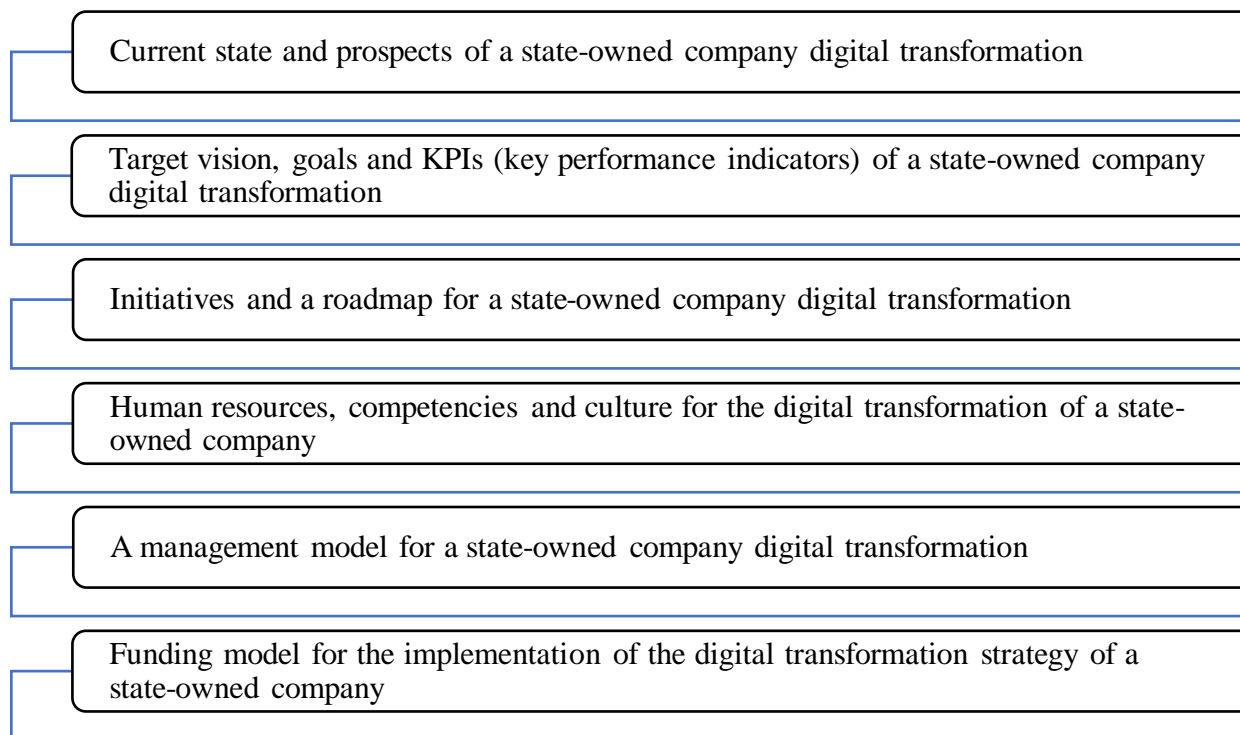 Current state and prospects of a state-owned company digital transformation
Target vision, goals and KPIs (key performance indicators) of a state-owned company
digital transformation
Initiatives and a roadmap for a state-owned company digital transformation
Human resources, competencies and culture for the digital transformation of a state-
owned company
A management model for a state-owned company digital transformation
Funding model for the implementation of the digital transformation strategy of a
state-owned company